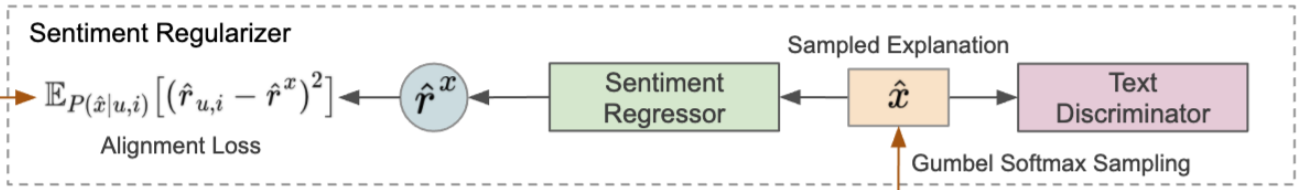 Sentiment Regularizer
Sampled Explanation
𝔼_{P(x̂|u,i)}[(r̂_{u,i} − r̂^x)^2]
r̂^x
Sentiment
Regressor
x̂
Text
Discriminator
Alignment Loss
Gumbel Softmax Sampling